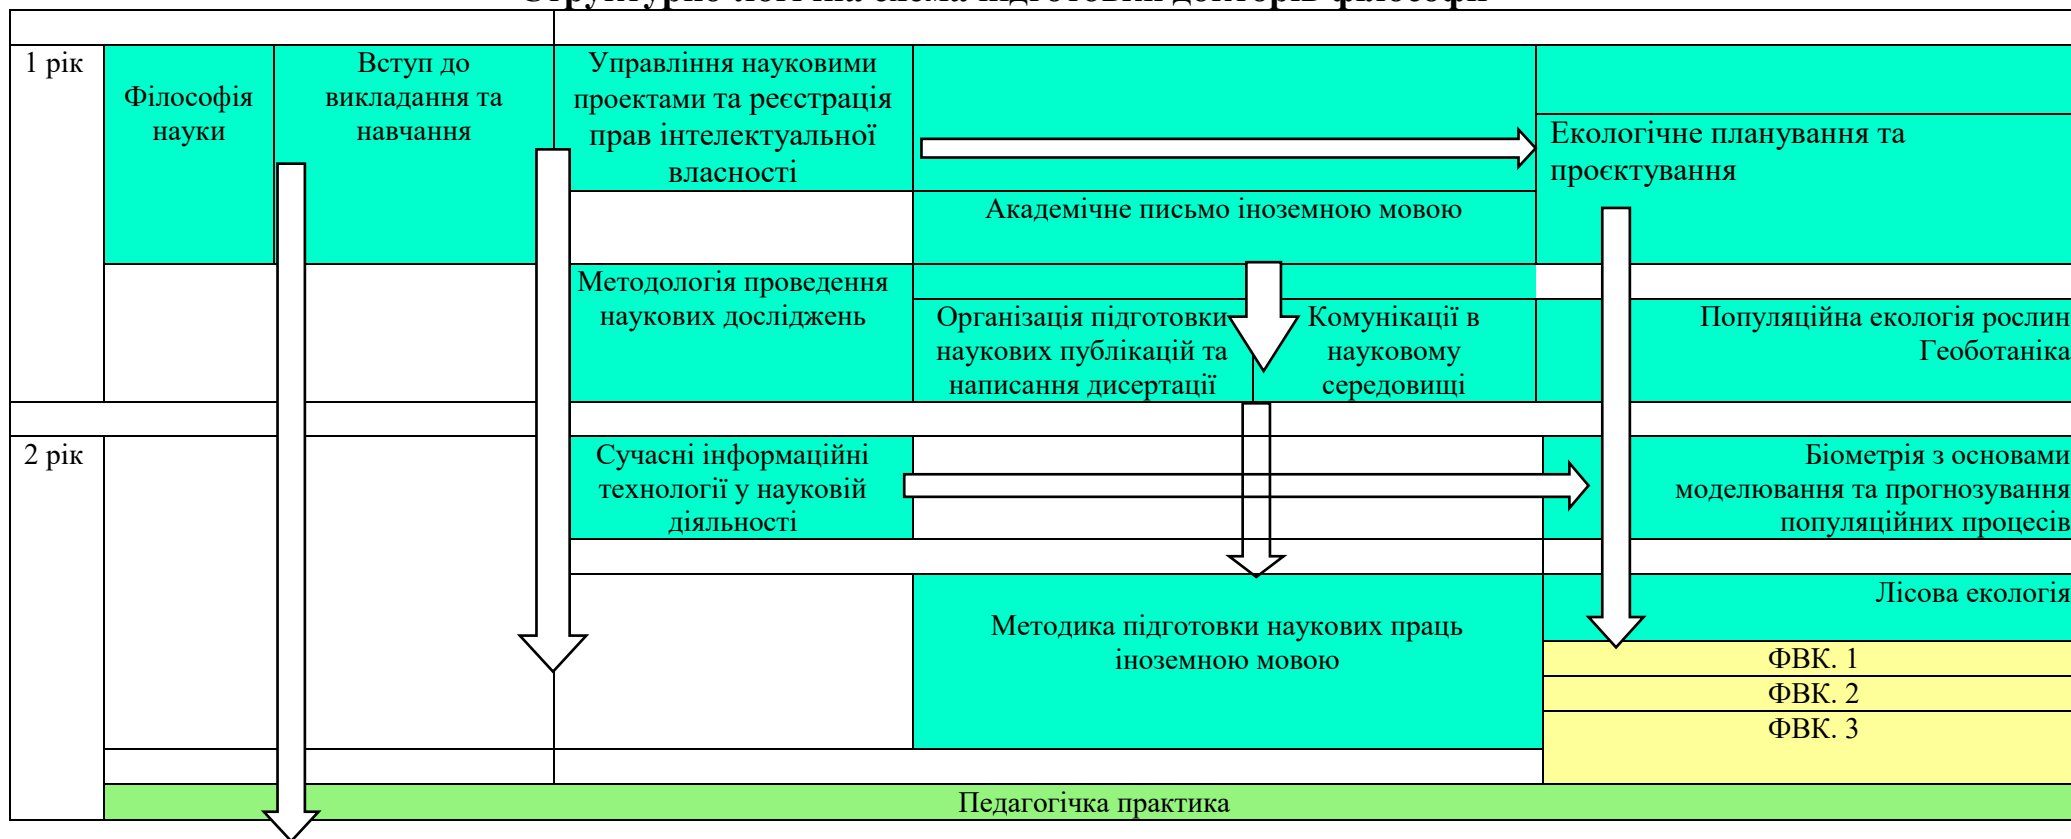 1 рік
Філософія
науки
Вступ до
викладання та
навчання
Управління науковими
проектами та реєстрація
прав інтелектуальної
власності
Екологічне планування та
проєктування
Академічне письмо іноземною мовою
Методологія проведення
наукових досліджень
Організація підготовки
наукових публікацій та
написання дисертації
Комунікації в
науковому
середовищі
Популяційна екологія рослин
Геоботаніка
2 рік
Сучасні інформаційні
технології у науковій
діяльності
Біометрія з основами
моделювання та прогнозування
популяційних процесів
Лісова екологія
Методика підготовки наукових праць
іноземною мовою
ФВК. 1
ФВК. 2
ФВК. 3
Педагогічка практика